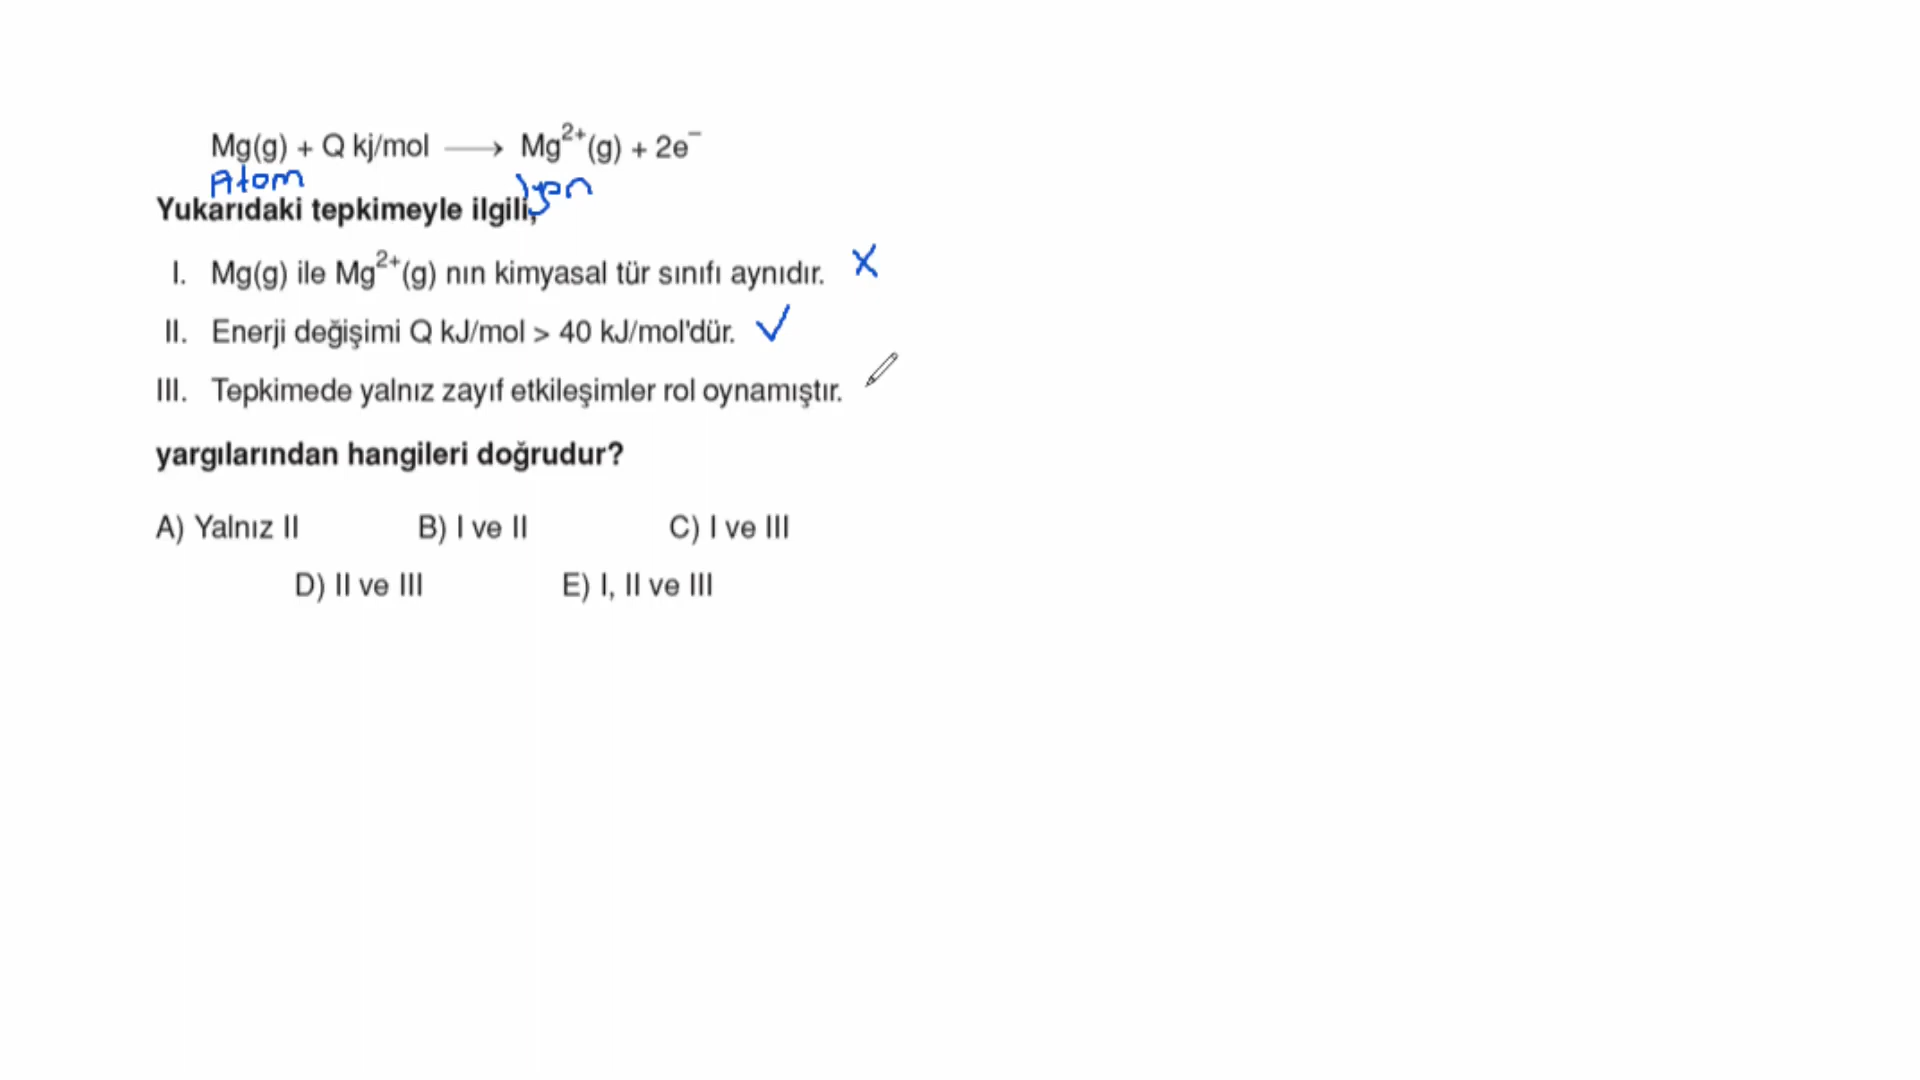 Mg(g) + Q kj/mol ⟶ Mg²⁺(g) + 2e⁻
Atom İyon
Yukarıdaki tepkimeyle ilgili,
I. Mg(g) ile Mg²⁺(g) nın kimyasal tür sınıfı aynıdır. X
II. Enerji değişimi Q kJ/mol > 40 kJ/mol'dür. ✓
III. Tepkimede yalnız zayıf etkileşimler rol oynamıştır.
yargılarından hangileri doğrudur?
A) Yalnız II B) I ve II C) I ve III
D) II ve III E) I, II ve III